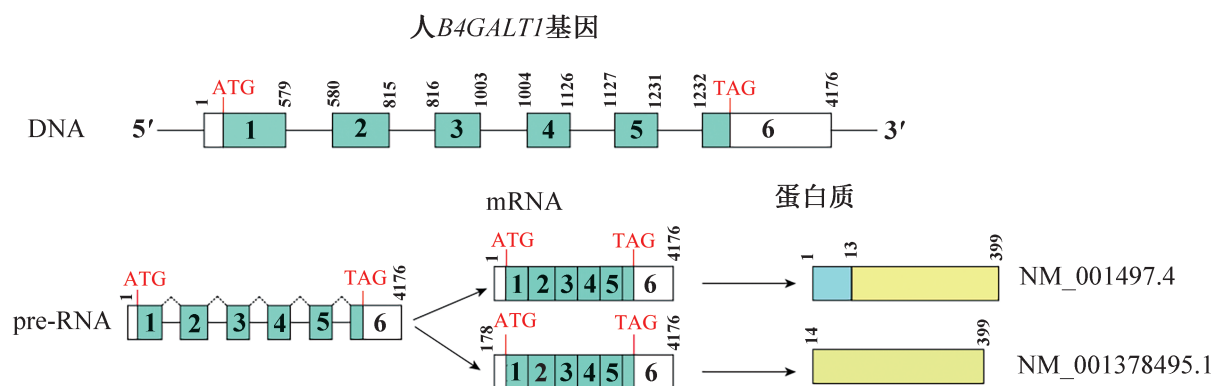 人B4GALT1基因
1 ATG 579 580 815 816 1003 1004 1126 1127 1231 1232 TAG 4176
DNA 5′ 1 2 3 4 5 6 3′
mRNA 蛋白质
1 ATG TAG 4176
1 ATG TAG 4176 1 13 399
1 2 3 4 5 6 NM_001497.4
pre-RNA 1 2 3 4 5 6
178 ATG TAG 4176 14 399
1 2 3 4 5 6 NM_001378495.1